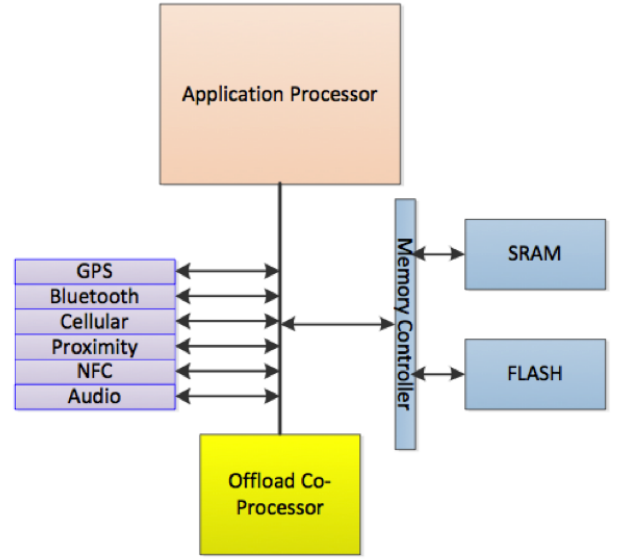 Application Processor
GPS
Bluetooth
Cellular
Proximity
NFC
Audio
Memory Controller
SRAM
FLASH
Offload Co-
Processor